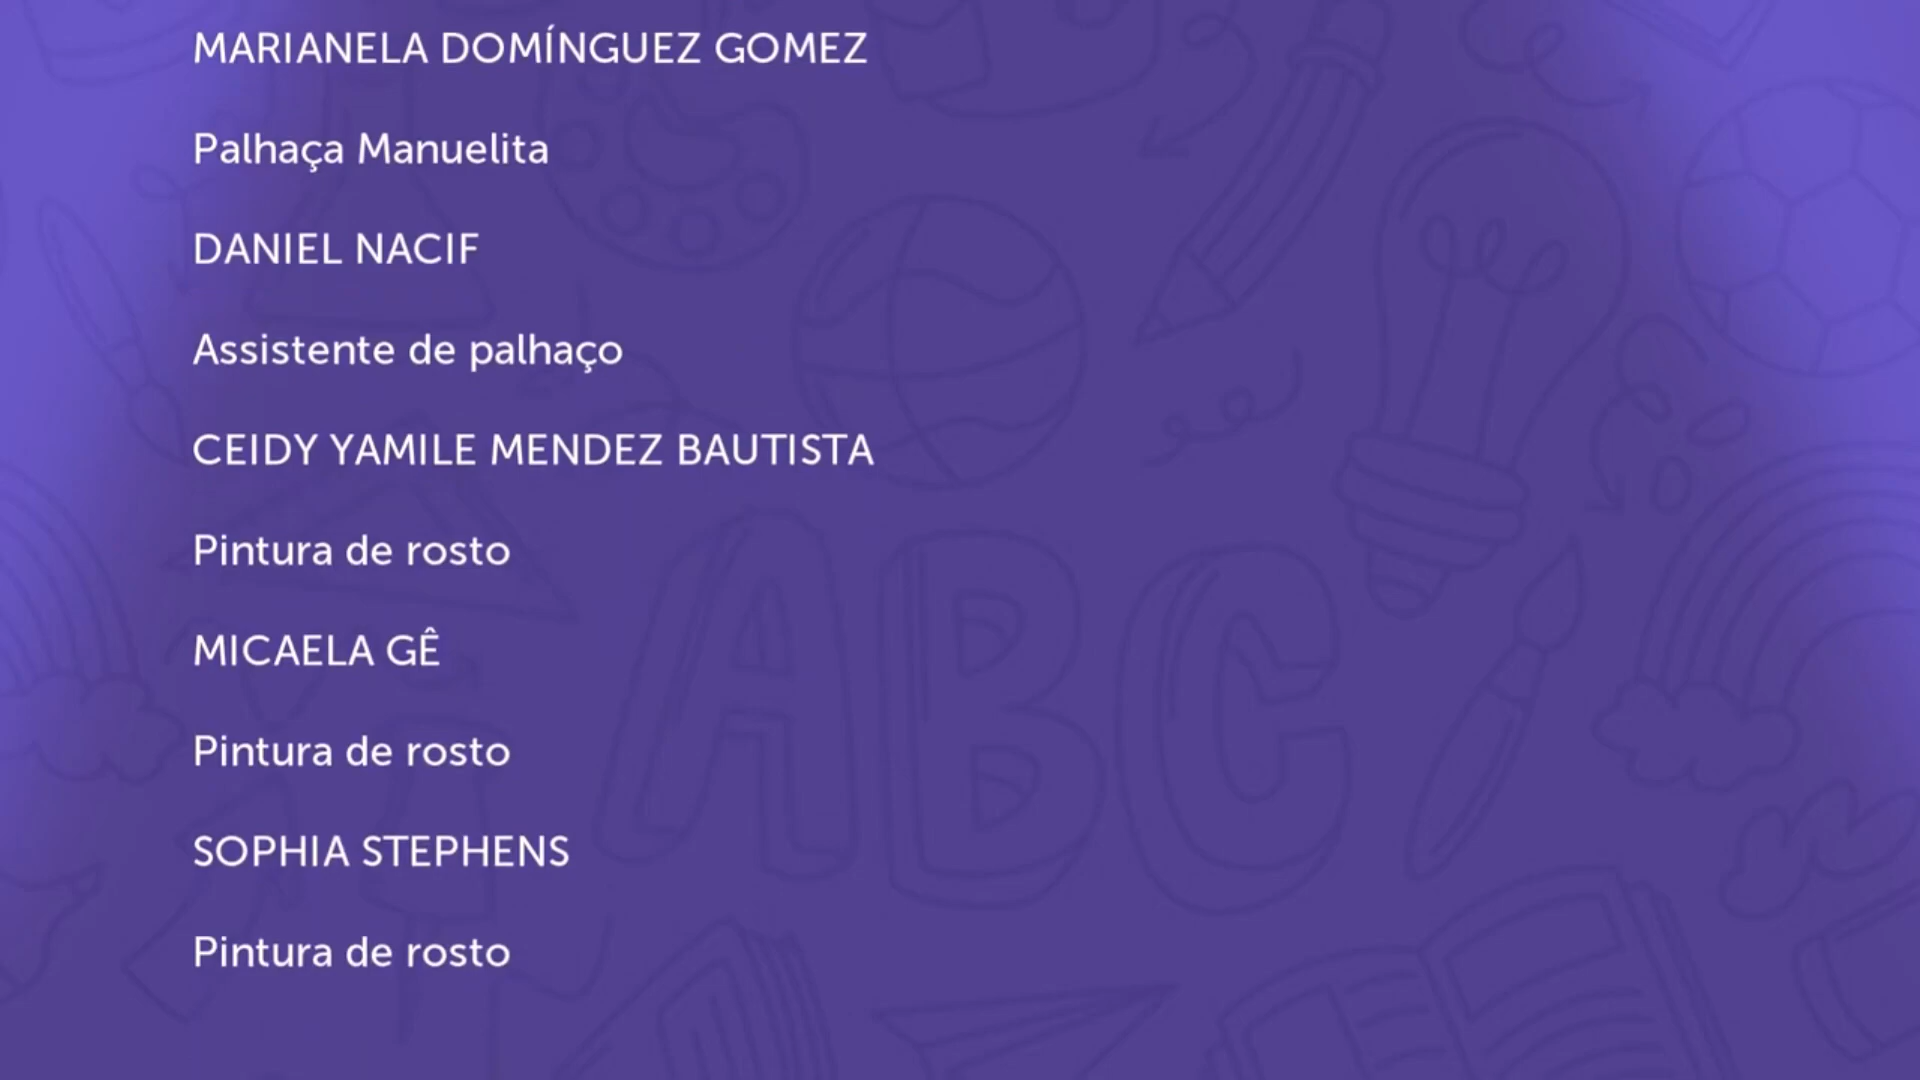 MARIANELA DOMÍNGUEZ GOMEZ
Palhaça Manuelita
DANIEL NACIF
Assistente de palhaço
CEIDY YAMILE MENDEZ BAUTISTA
Pintura de rosto
MICAELA GÊ
Pintura de rosto
SOPHIA STEPHENS
Pintura de rosto
ABC